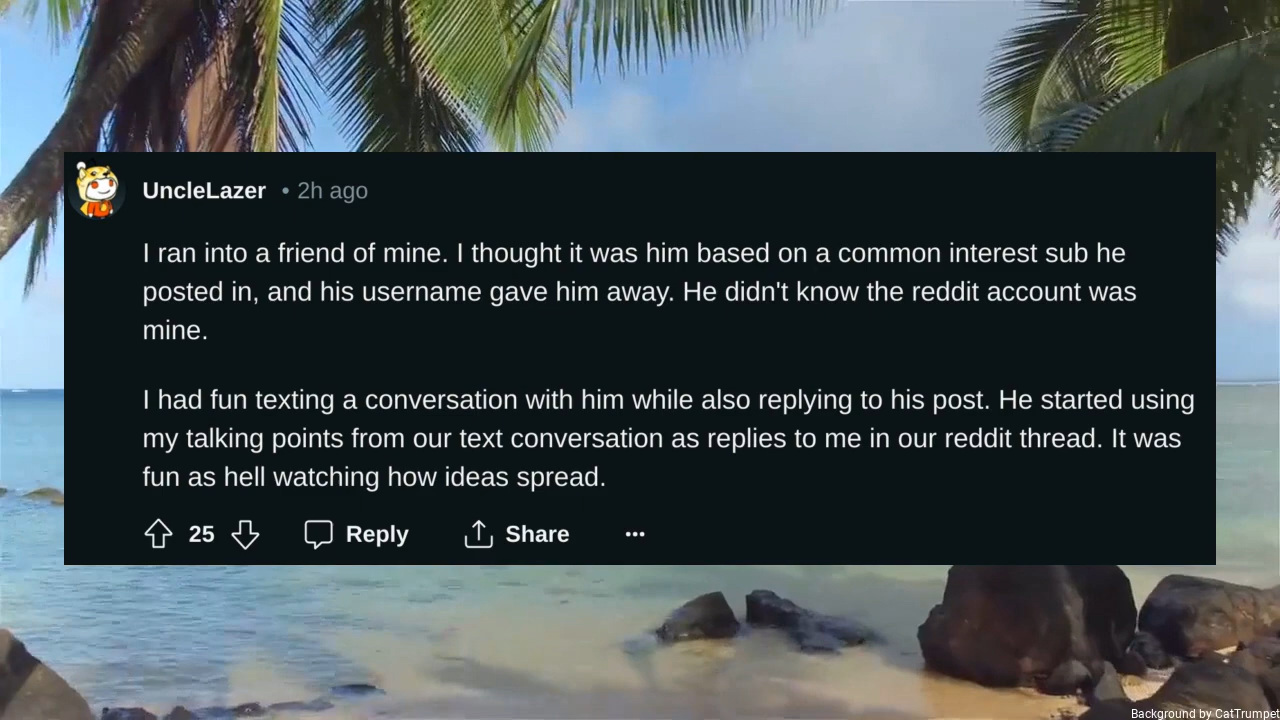 UncleLazer • 2h ago
I ran into a friend of mine. I thought it was him based on a common interest sub he
posted in, and his username gave him away. He didn't know the reddit account was
mine.
I had fun texting a conversation with him while also replying to his post. He started using
my talking points from our text conversation as replies to me in our reddit thread. It was
fun as hell watching how ideas spread.
25 Reply Share ...
Background by CatTrumpet